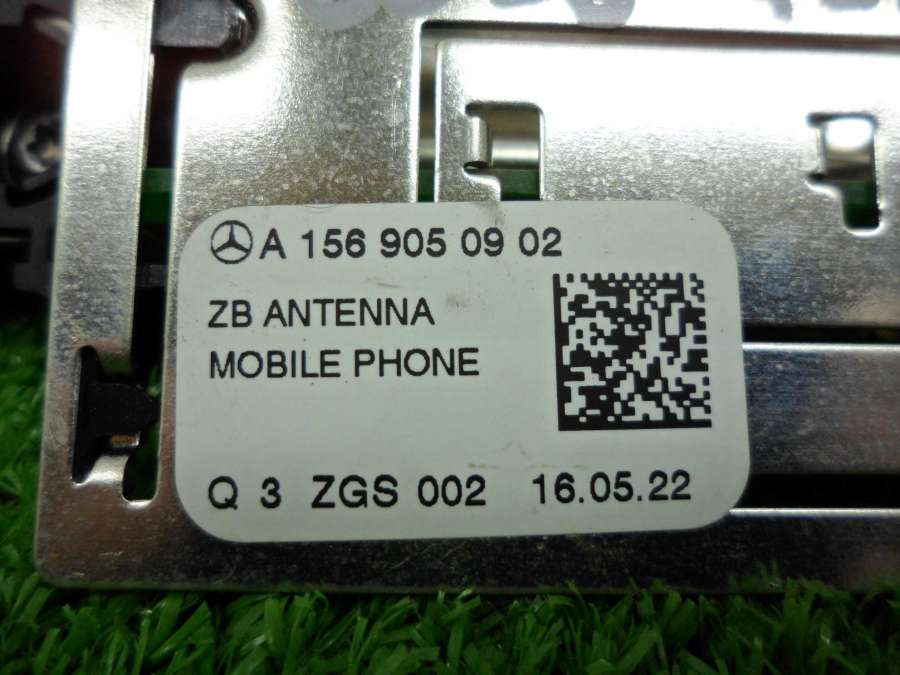 A 156 905 09 02
ZB ANTENNA
MOBILE PHONE
Q 3 ZGS 002 16.05.22